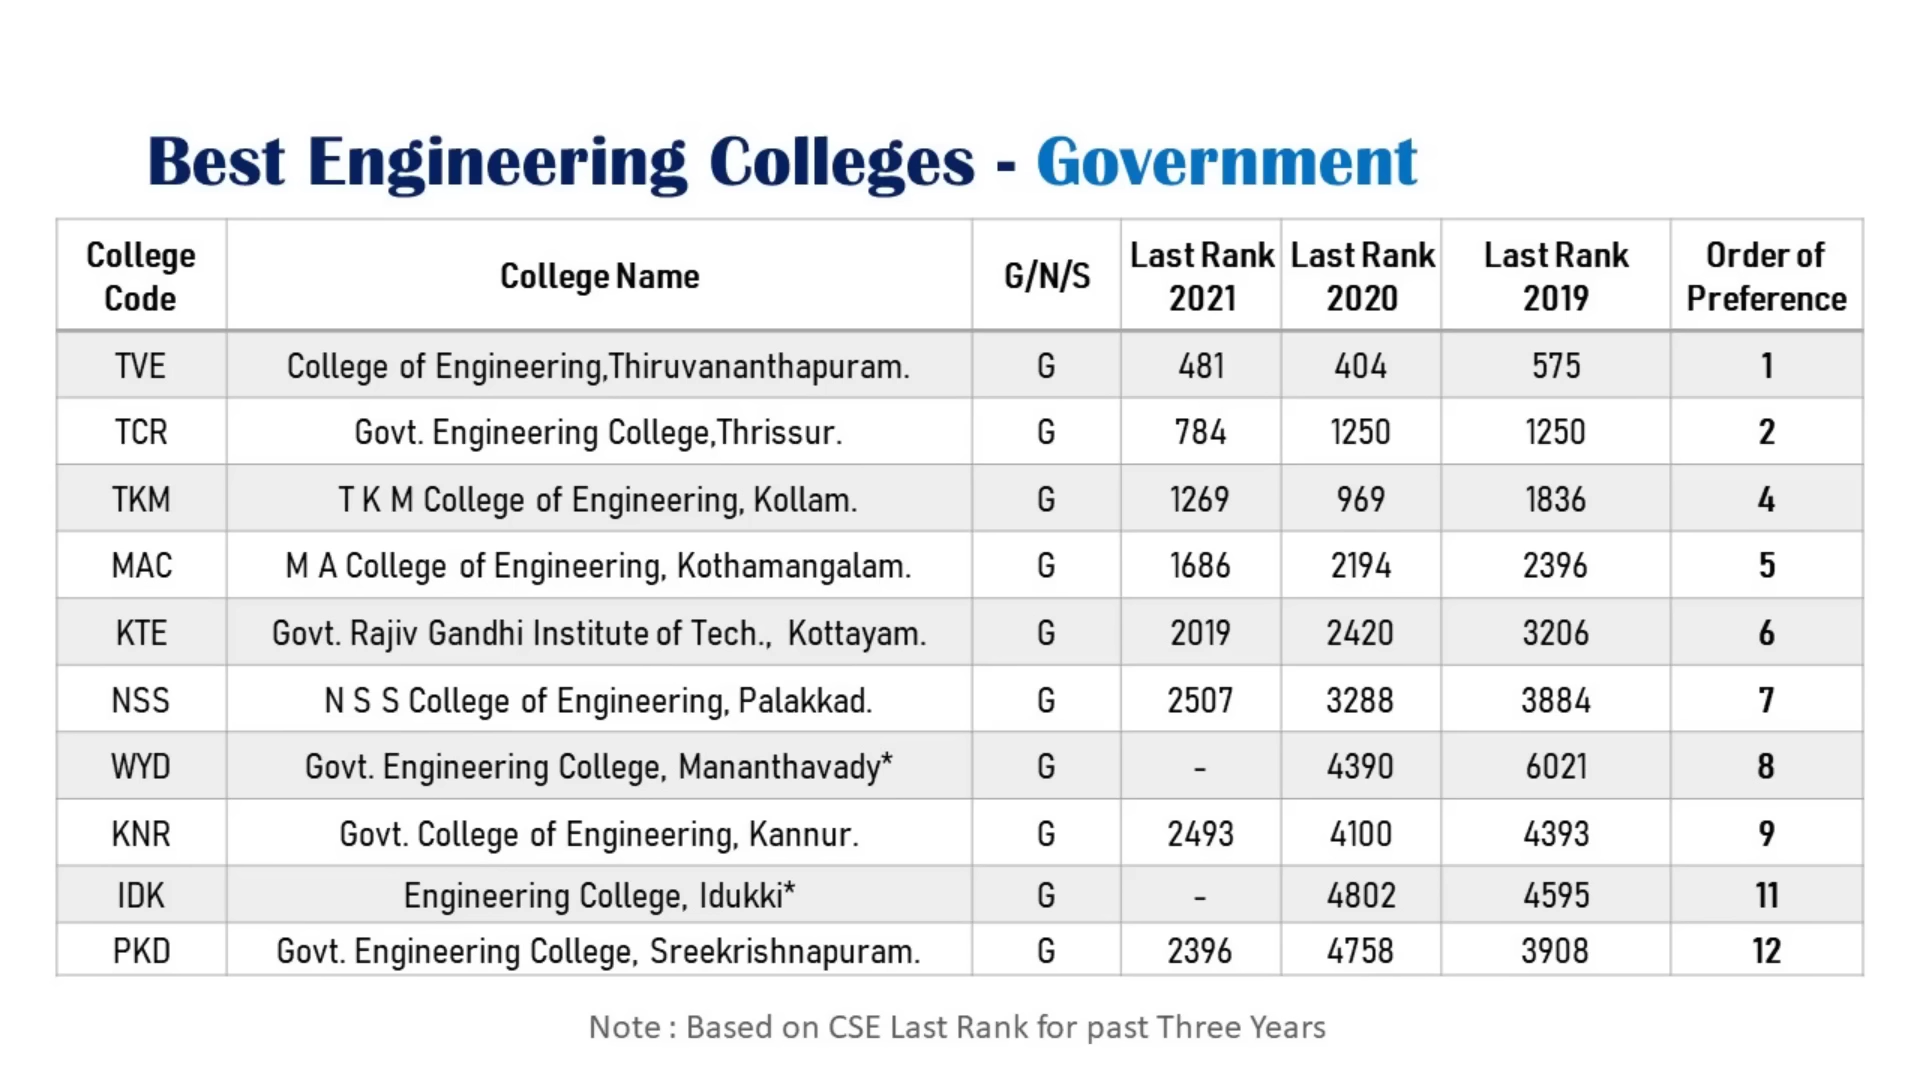 Best Engineering Colleges - Government
College Code College Name G/N/S Last Rank 2021 Last Rank 2020 Last Rank 2019 Order of Preference
TVE College of Engineering,Thiruvananthapuram. G 481 404 575 1
TCR Govt. Engineering College,Thrissur. G 784 1250 1250 2
TKM T K M College of Engineering, Kollam. G 1269 969 1836 4
MAC M A College of Engineering, Kothamangalam. G 1686 2194 2396 5
KTE Govt. Rajiv Gandhi Institute of Tech., Kottayam. G 2019 2420 3206 6
NSS N S S College of Engineering, Palakkad. G 2507 3288 3884 7
WYD Govt. Engineering College, Mananthavady* G - 4390 6021 8
KNR Govt. College of Engineering, Kannur. G 2493 4100 4393 9
IDK Engineering College, Idukki* G - 4802 4595 11
PKD Govt. Engineering College, Sreekrishnapuram. G 2396 4758 3908 12
Note : Based on CSE Last Rank for past Three Years